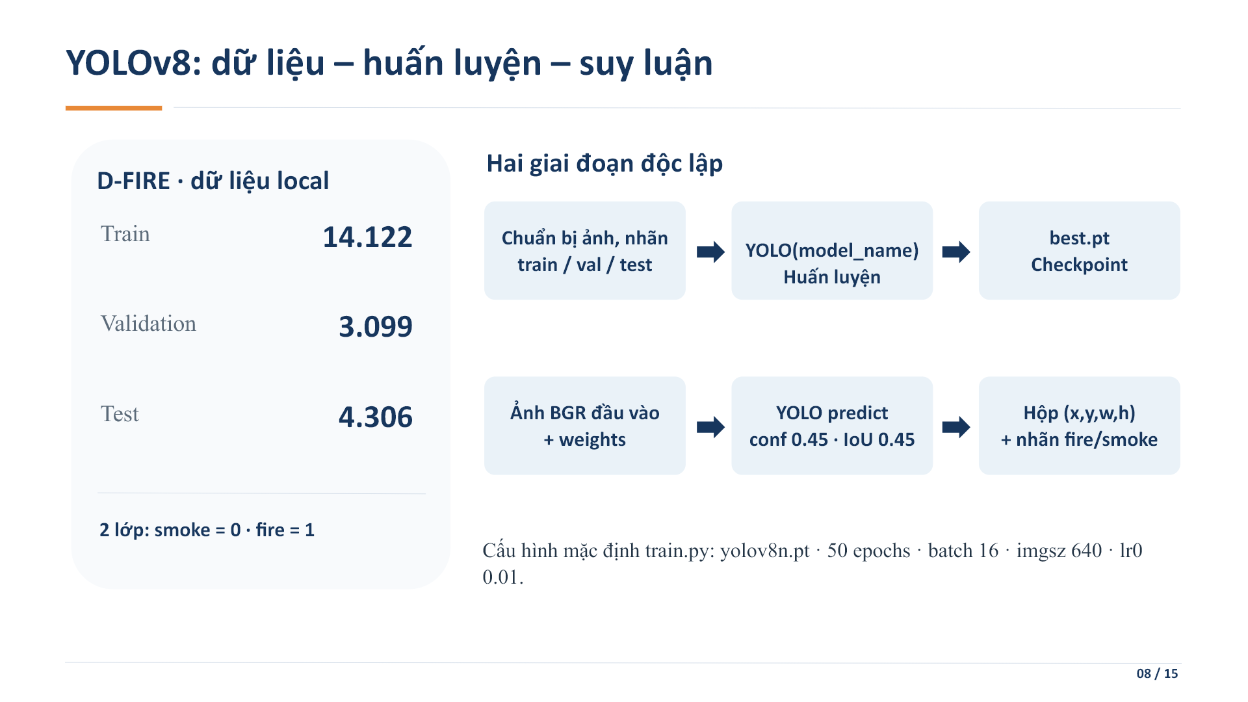 YOLOv8: dữ liệu – huấn luyện – suy luận
D-FIRE · dữ liệu local
Train 14.122
Validation 3.099
Test 4.306
2 lớp: smoke = 0 · fire = 1
Hai giai đoạn độc lập
Chuẩn bị ảnh, nhãn
train / val / test
YOLO(model_name)
Huấn luyện
best.pt
Checkpoint
Ảnh BGR đầu vào
+ weights
YOLO predict
conf 0.45 · IoU 0.45
Hộp (x,y,w,h)
+ nhãn fire/smoke
Cấu hình mặc định train.py: yolov8n.pt · 50 epochs · batch 16 · imgsz 640 · lr0
0.01.
08 / 15